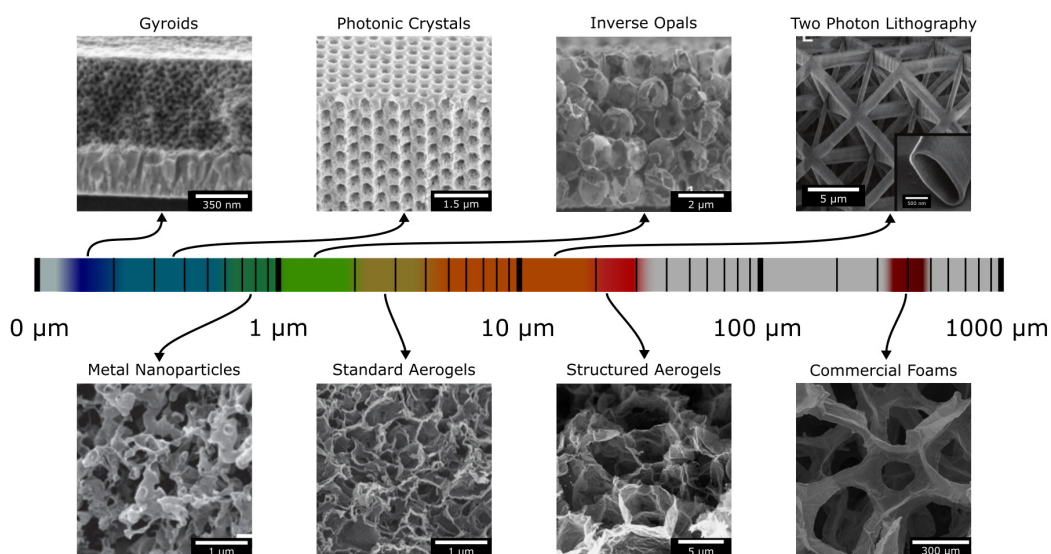 Gyroids
Photonic Crystals
Inverse Opals
Two Photon Lithography
350 nm
1.5 µm
2 µm
5 µm
500 nm
0 µm
1 µm
10 µm
100 µm
1000 µm
Metal Nanoparticles
Standard Aerogels
Structured Aerogels
Commercial Foams
1 µm
1 µm
5 µm
300 µm